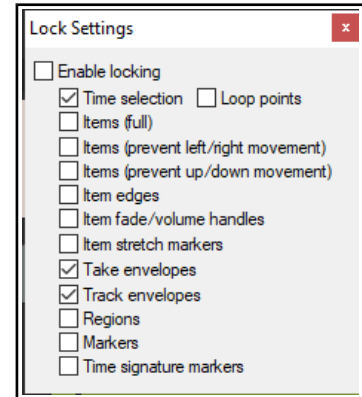 Lock Settings
Enable locking
Time selection Loop points
Items (full)
Items (prevent left/right movement)
Items (prevent up/down movement)
Item edges
Item fade/volume handles
Item stretch markers
Take envelopes
Track envelopes
Regions
Markers
Time signature markers